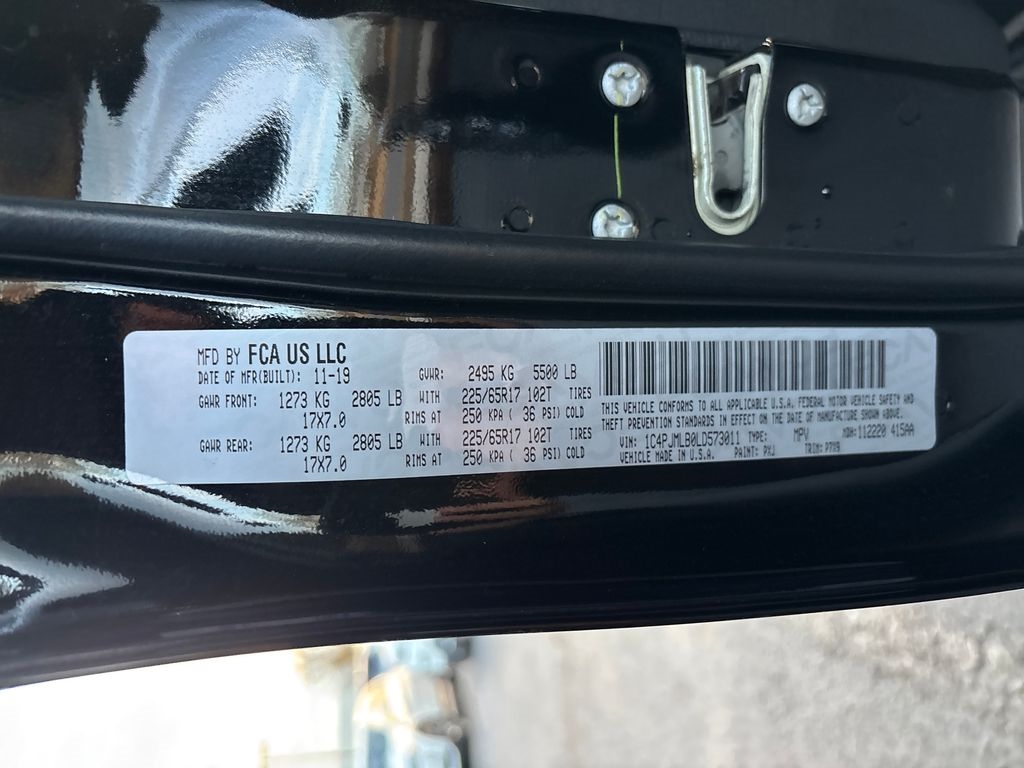 MFD BY FCA US LLC
DATE OF MFR(BUILT): 11-19 GVWR: 2495 KG 5500 LB
GAWR FRONT: 1273 KG 2805 LB WITH 225/65R17 102T TIRES
17X7.0 RIMS AT 250 KPA ( 36 PSI) COLD
GAWR REAR: 1273 KG 2805 LB WITH 225/65R17 102T TIRES
17X7.0 RIMS AT 250 KPA ( 36 PSI) COLD
THIS VEHICLE CONFORMS TO ALL APPLICABLE U.S.A. FEDERAL MOTOR VEHICLE SAFETY AND
THEFT PREVENTION STANDARDS IN EFFECT ON THE DATE OF MANUFACTURE SHOWN ABOVE.
VIN: 1C4PJMLB0LD573011 TYPE: MPV MDH: 112220 415AA
VEHICLE MADE IN U.S.A. PAINT: PXJ TRIM: